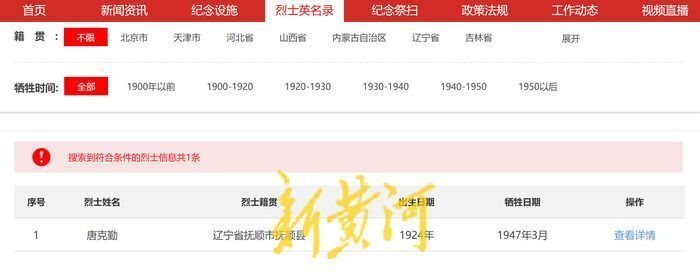 首页 新闻资讯 纪念设施 烈士英名录 纪念祭扫 政策法规 工作动态 视频直播
籍 贯： 不限 北京市 天津市 河北省 山西省 内蒙古自治区 辽宁省 吉林省 展开
牺牲时间: 全部 1900年以前 1900-1920 1920-1930 1930-1940 1940-1950 1950以后
搜索到符合条件的烈士信息共1条
序号 烈士姓名 烈士籍贯 出生日期 牺牲日期 操作
1 唐克勤 辽宁省抚顺市抚顺县 1924年 1947年3月 查看详情
新黄河